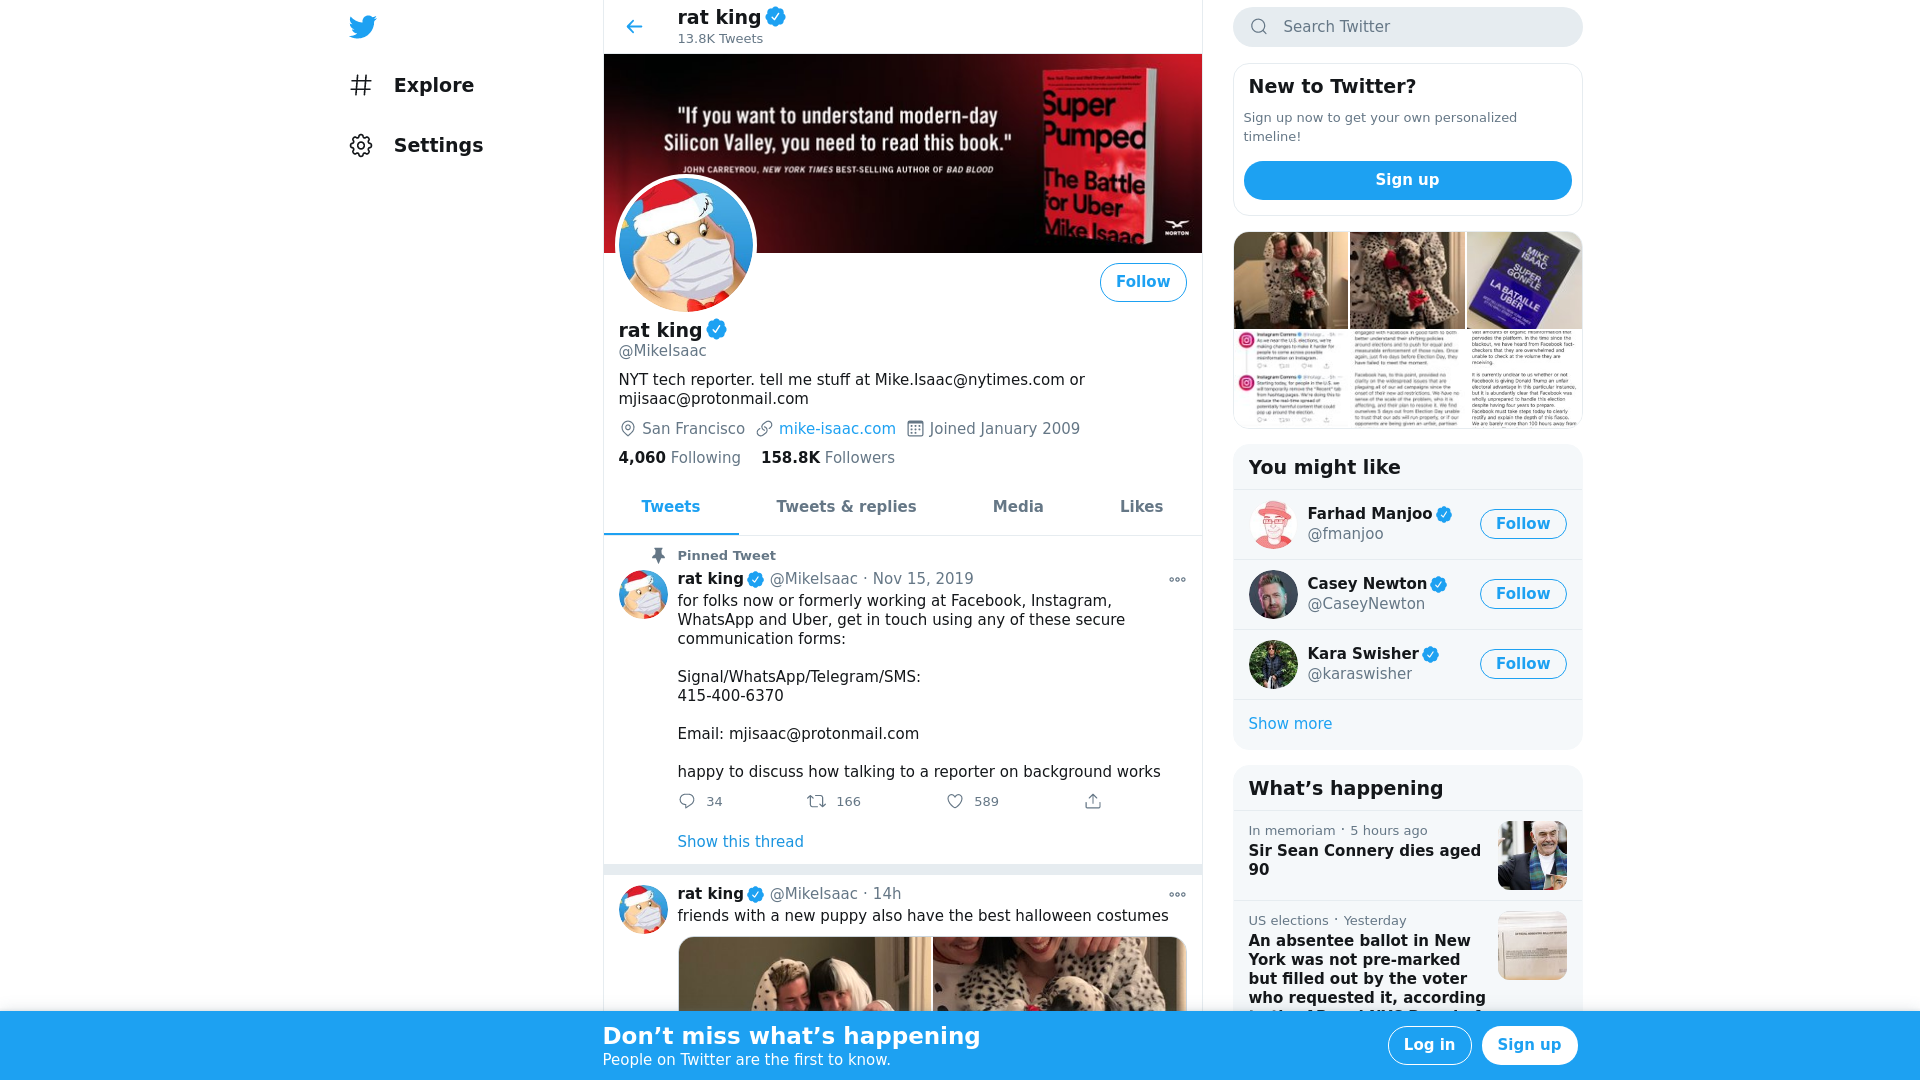 Explore
Settings
rat king
13.8K Tweets
"If you want to understand modern-day
Silicon Valley, you need to read this book."
JOHN CARREYROU, NEW YORK TIMES BEST-SELLING AUTHOR OF BAD BLOOD
Super
Pumped
The Battle
for Uber
Mike Isaac
NORTON
Follow
rat king
@MikeIsaac
NYT tech reporter. tell me stuff at Mike.Isaac@nytimes.com or
mjisaac@protonmail.com
San Francisco mike-isaac.com Joined January 2009
4,060 Following 158.8K Followers
Tweets Tweets & replies Media Likes
Pinned Tweet
rat king @MikeIsaac · Nov 15, 2019
for folks now or formerly working at Facebook, Instagram,
WhatsApp and Uber, get in touch using any of these secure
communication forms:
Signal/WhatsApp/Telegram/SMS:
415-400-6370
Email: mjisaac@protonmail.com
happy to discuss how talking to a reporter on background works
34 166 589
Show this thread
rat king @MikeIsaac · 14h
friends with a new puppy also have the best halloween costumes
Search Twitter
New to Twitter?
Sign up now to get your own personalized
timeline!
Sign up
MIKE
ISAAC
SUPER
GONFLÉ
LA BATAILLE
UBER
You might like
Farhad Manjoo
@fmanjoo
Follow
Casey Newton
@CaseyNewton
Follow
Kara Swisher
@karaswisher
Follow
Show more
What’s happening
In memoriam · 5 hours ago
Sir Sean Connery dies aged
90
US elections · Yesterday
An absentee ballot in New
York was not pre-marked
but filled out by the voter
who requested it, according
Don’t miss what’s happening
People on Twitter are the first to know.
Log in
Sign up